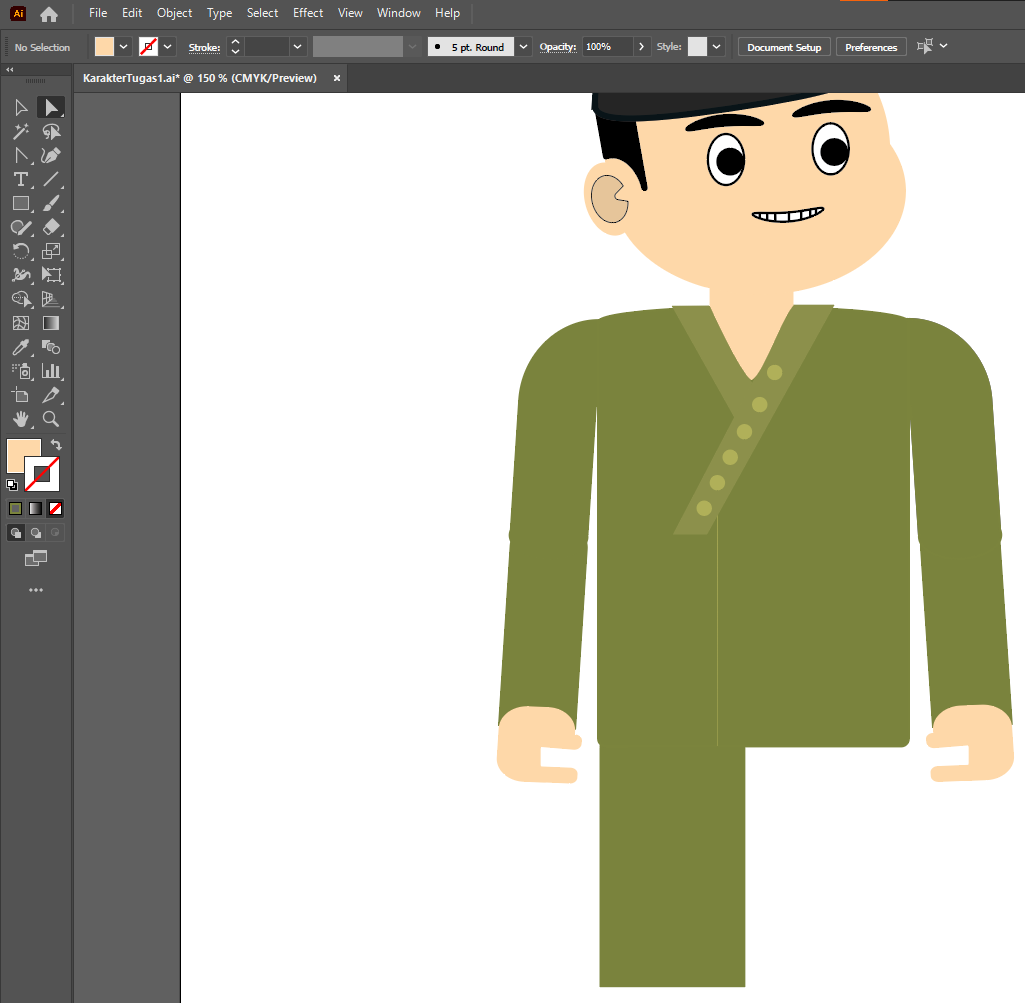 Ai File Edit Object Type Select Effect View Window Help
No Selection Stroke: 5 pt. Round Opacity: 100% Style: Document Setup Preferences
KarakterTugas1.ai* @ 150 % (CMYK/Preview) ×
T